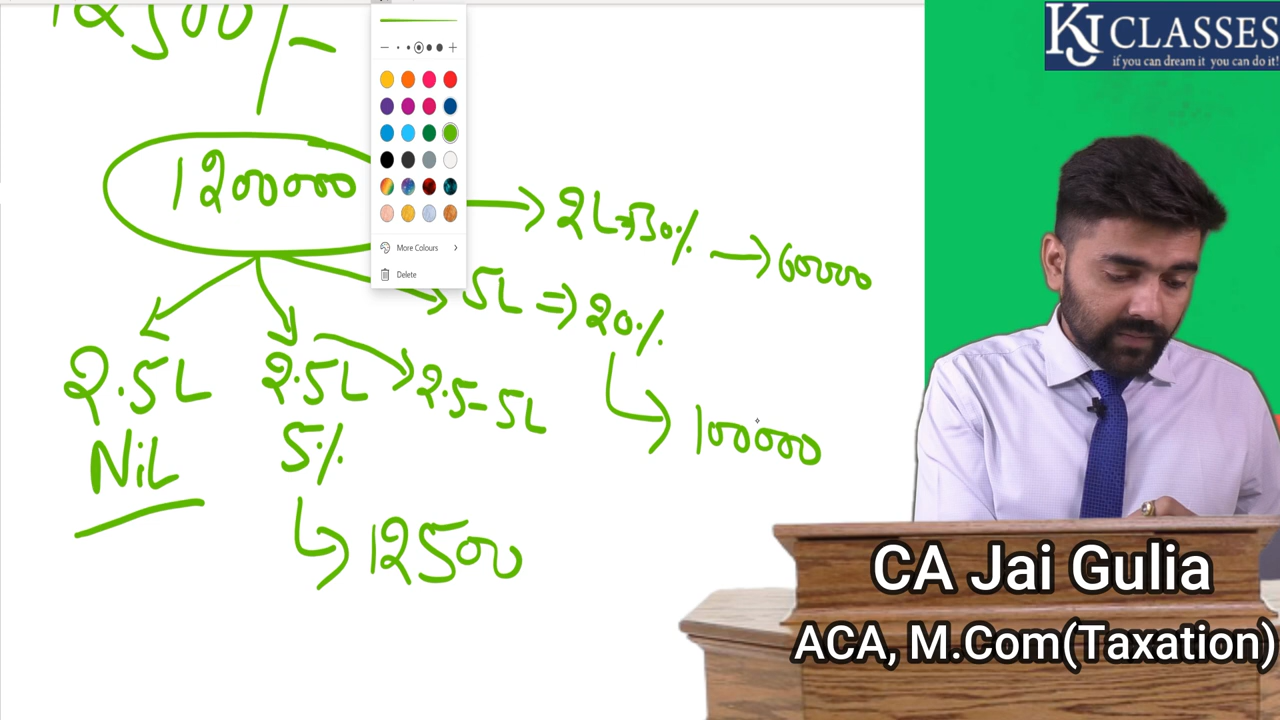 12500/-
KJ CLASSES
if you can dream it you can do it!
1200000
2L⇒30%
→ 60000
5L ⇒ 20%
→ 100000
2.5L
NiL
2.5L → 2.5-5L
5%
→ 12500
More Colours
Delete
CA Jai Gulia
ACA, M.Com(Taxation)